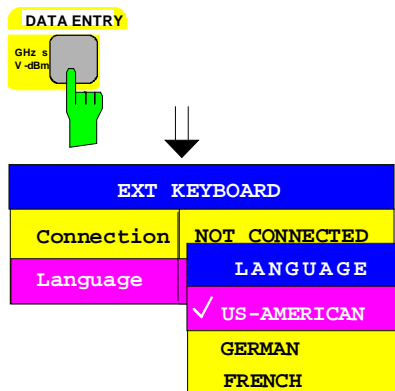 DATA ENTRY
GHz s
V -dBm
EXT KEYBOARD
Connection NOT CONNECTED
Language
LANGUAGE
US-AMERICAN
GERMAN
FRENCH